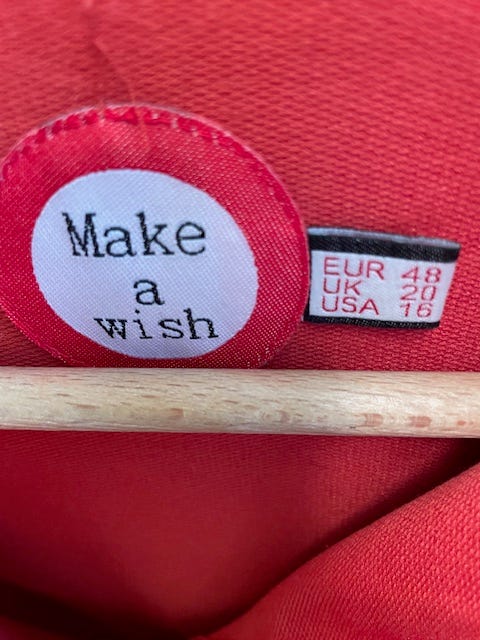 Make
a
wish
EUR 48
UK 20
USA 16